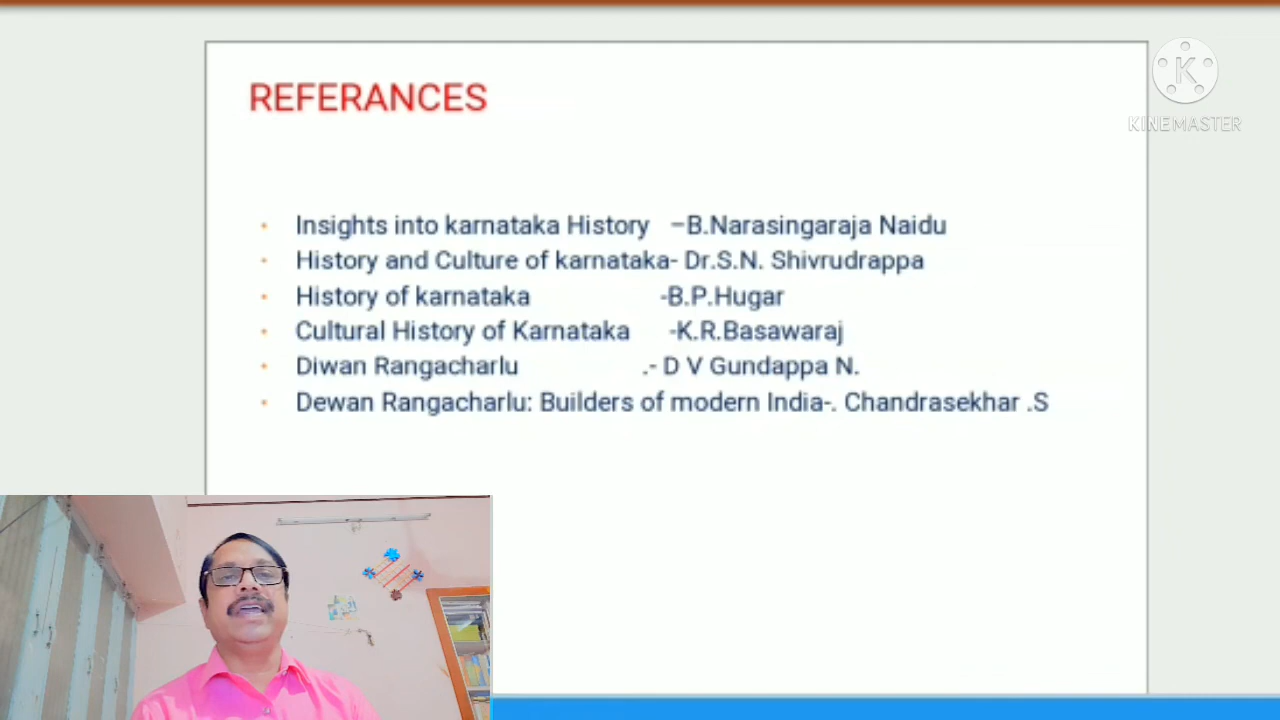 REFERANCES
K
KINEMASTER
Insights into karnataka History –B.Narasingaraja Naidu
History and Culture of karnataka- Dr.S.N. Shivrudrappa
History of karnataka -B.P.Hugar
Cultural History of Karnataka -K.R.Basawaraj
Diwan Rangacharlu .- D V Gundappa N.
Dewan Rangacharlu: Builders of modern India-. Chandrasekhar .S